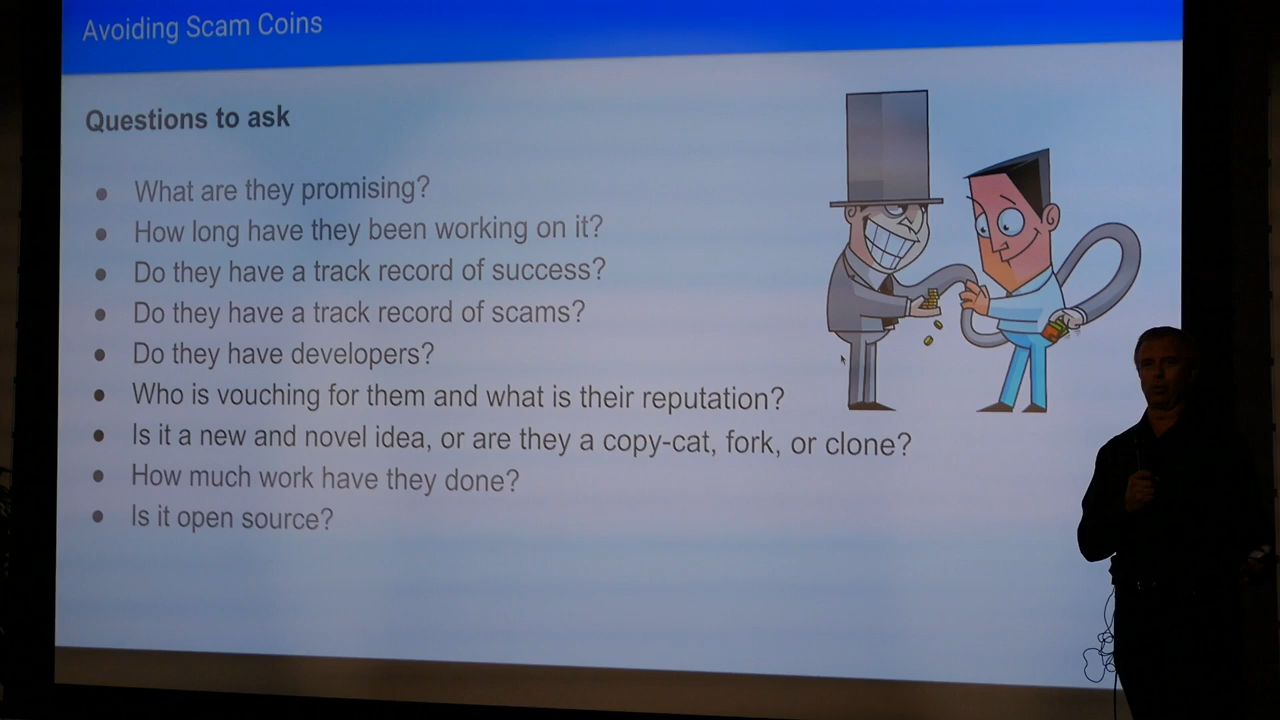 Avoiding Scam Coins
Questions to ask
● What are they promising?
● How long have they been working on it?
● Do they have a track record of success?
● Do they have a track record of scams?
● Do they have developers?
● Who is vouching for them and what is their reputation?
● Is it a new and novel idea, or are they a copy-cat, fork, or clone?
● How much work have they done?
● Is it open source?